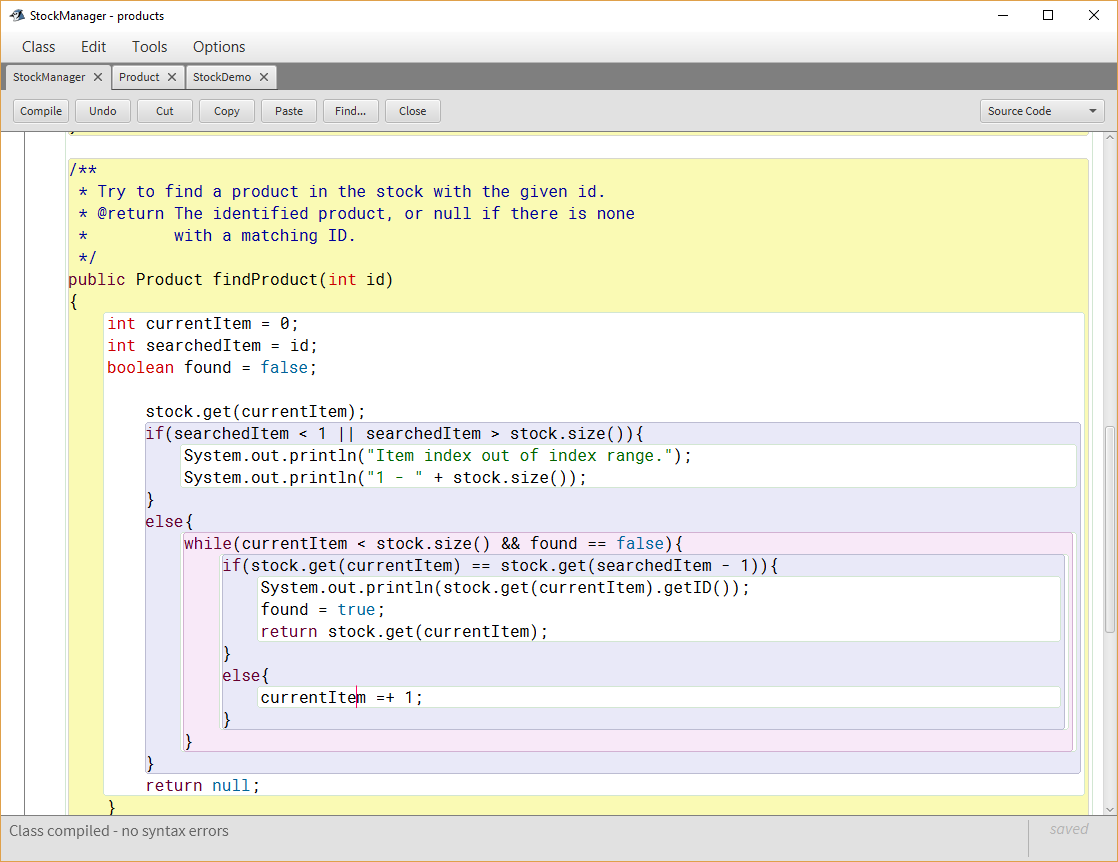 StockManager - products
Class Edit Tools Options
StockManager Product StockDemo
Compile Undo Cut Copy Paste Find... Close Source Code
/**
 * Try to find a product in the stock with the given id.
 * @return The identified product, or null if there is none
 *         with a matching ID.
 */
public Product findProduct(int id)
{
    int currentItem = 0;
    int searchedItem = id;
    boolean found = false;
        stock.get(currentItem);
        if(searchedItem < 1 || searchedItem > stock.size()){
            System.out.println("Item index out of index range.");
            System.out.println("1 - " + stock.size());
        }
        else{
            while(currentItem < stock.size() && found == false){
                if(stock.get(currentItem) == stock.get(searchedItem - 1)){
                    System.out.println(stock.get(currentItem).getID());
                    found = true;
                    return stock.get(currentItem);
                }
                else{
                    currentItem =+ 1;
                }
            }
        }
        return null;
    }
Class compiled - no syntax errors
saved